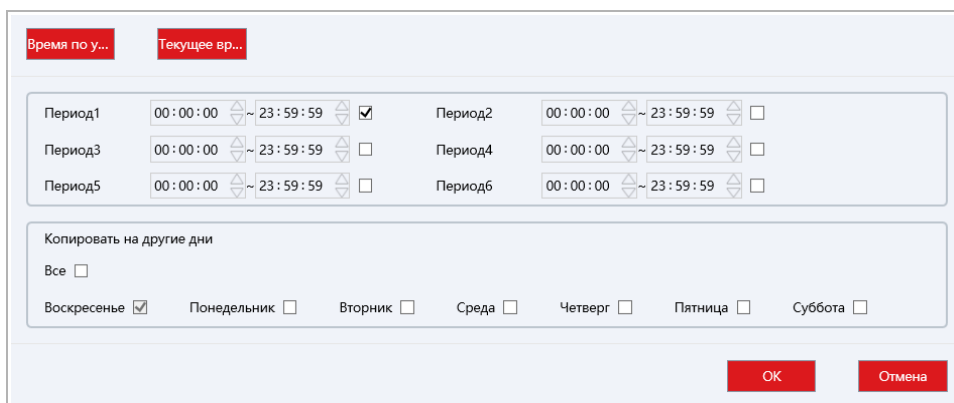 Время по у... Текущее вр...
Период1 00:00:00 ~ 23:59:59 Период2 00:00:00 ~ 23:59:59
Период3 00:00:00 ~ 23:59:59 Период4 00:00:00 ~ 23:59:59
Период5 00:00:00 ~ 23:59:59 Период6 00:00:00 ~ 23:59:59
Копировать на другие дни
Все
Воскресенье Понедельник Вторник Среда Четверг Пятница Суббота
OK Отмена